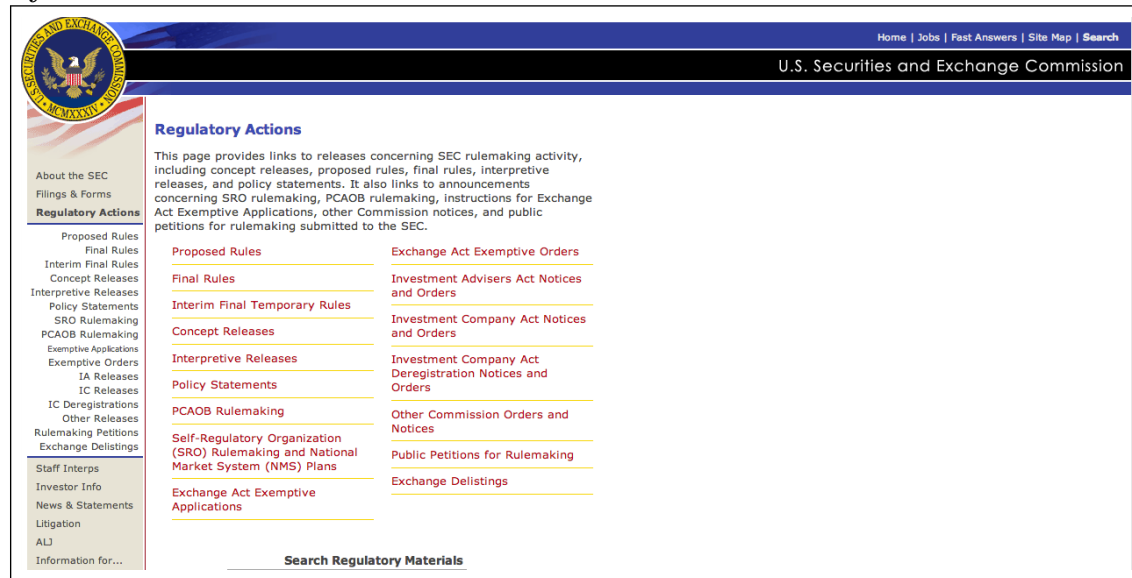 Home | Jobs | Fast Answers | Site Map | Search
U.S. Securities and Exchange Commission
U.S. SECURITIES AND EXCHANGE COMMISSION
MCMXXXIV
About the SEC
Filings & Forms
Regulatory Actions
Proposed Rules
Final Rules
Interim Final Rules
Concept Releases
Interpretive Releases
Policy Statements
SRO Rulemaking
PCAOB Rulemaking
Exemptive Applications
Exemptive Orders
IA Releases
IC Releases
IC Deregistrations
Other Releases
Rulemaking Petitions
Exchange Delistings
Staff Interps
Investor Info
News & Statements
Litigation
ALJ
Information for...
Regulatory Actions
This page provides links to releases concerning SEC rulemaking activity,
including concept releases, proposed rules, final rules, interpretive
releases, and policy statements. It also links to announcements
concerning SRO rulemaking, PCAOB rulemaking, instructions for Exchange
Act Exemptive Applications, other Commission notices, and public
petitions for rulemaking submitted to the SEC.
Proposed Rules
Final Rules
Interim Final Temporary Rules
Concept Releases
Interpretive Releases
Policy Statements
PCAOB Rulemaking
Self-Regulatory Organization
(SRO) Rulemaking and National
Market System (NMS) Plans
Exchange Act Exemptive
Applications
Exchange Act Exemptive Orders
Investment Advisers Act Notices
and Orders
Investment Company Act Notices
and Orders
Investment Company Act
Deregistration Notices and
Orders
Other Commission Orders and
Notices
Public Petitions for Rulemaking
Exchange Delistings
Search Regulatory Materials